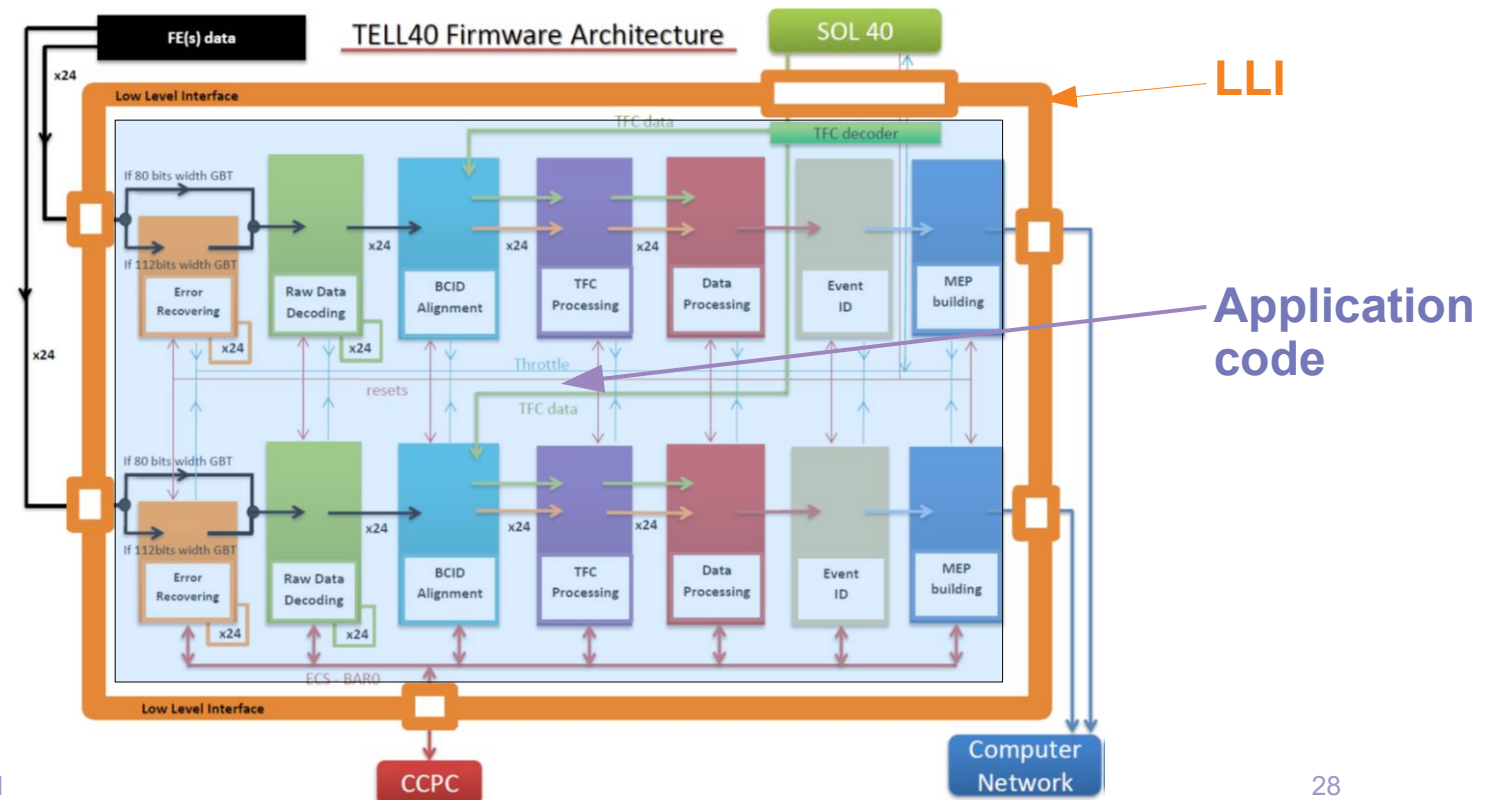 FE(s) data
TELL40 Firmware Architecture
SOL 40
x24
LLI
Low Level Interface
TFC data
TFC decoder
If 80 bits width GBT
x24
x24
x24
If 112bits width GBT
Error
Recovering
Raw Data
Decoding
BCID
Alignment
TFC
Processing
Data
Processing
Event
ID
MEP
building
Application
code
x24
x24
x24
Throttle
resets
TFC data
If 80 bits width GBT
x24
x24
x24
If 112bits width GBT
Error
Recovering
Raw Data
Decoding
BCID
Alignment
TFC
Processing
Data
Processing
Event
ID
MEP
building
x24
x24
ECS - BAR0
Low Level Interface
CCPC
Computer
Network
28